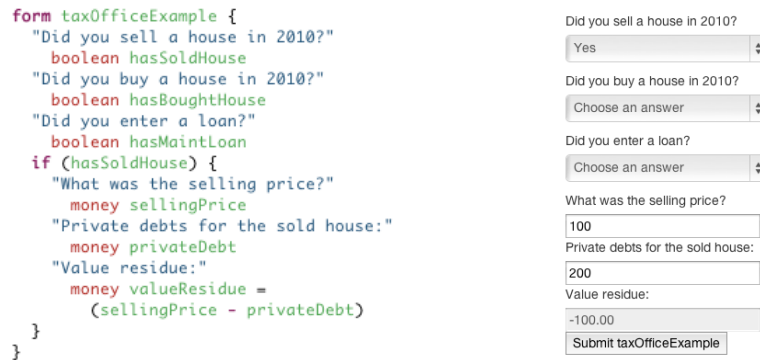 form taxOfficeExample {
"Did you sell a house in 2010?"
boolean hasSoldHouse
"Did you buy a house in 2010?"
boolean hasBoughtHouse
"Did you enter a loan?"
boolean hasMaintLoan
if (hasSoldHouse) {
"What was the selling price?"
money sellingPrice
"Private debts for the sold house:"
money privateDebt
"Value residue:"
money valueResidue =
(sellingPrice - privateDebt)
}
}
Did you sell a house in 2010?
Yes
Did you buy a house in 2010?
Choose an answer
Did you enter a loan?
Choose an answer
What was the selling price?
100
Private debts for the sold house:
200
Value residue:
-100.00
Submit taxOfficeExample